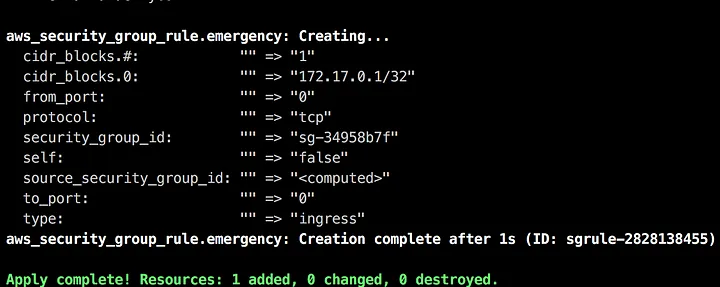 aws_security_group_rule.emergency: Creating...
cidr_blocks.#: "" => "1"
cidr_blocks.0: "" => "172.17.0.1/32"
from_port: "" => "0"
protocol: "" => "tcp"
security_group_id: "" => "sg-34958b7f"
self: "" => "false"
source_security_group_id: "" => "<computed>"
to_port: "" => "0"
type: "" => "ingress"
aws_security_group_rule.emergency: Creation complete after 1s (ID: sgrule-2828138455)
Apply complete! Resources: 1 added, 0 changed, 0 destroyed.